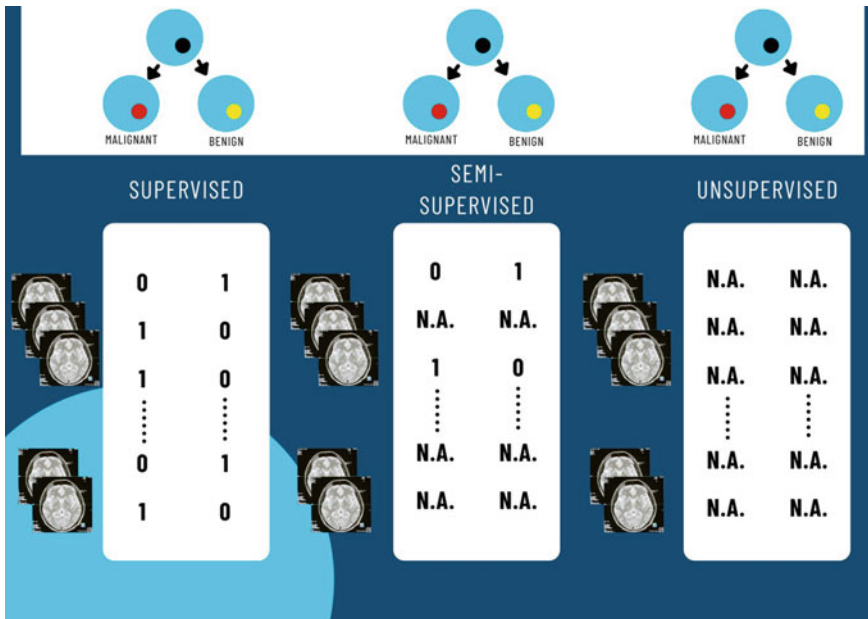 MALIGNANT BENIGN
MALIGNANT BENIGN
MALIGNANT BENIGN
SUPERVISED
0 1
1 0
1 0
0 1
1 0
SEMI-
SUPERVISED
0 1
N.A. N.A.
1 0
N.A. N.A.
N.A. N.A.
UNSUPERVISED
N.A. N.A.
N.A. N.A.
N.A. N.A.
N.A. N.A.
N.A. N.A.